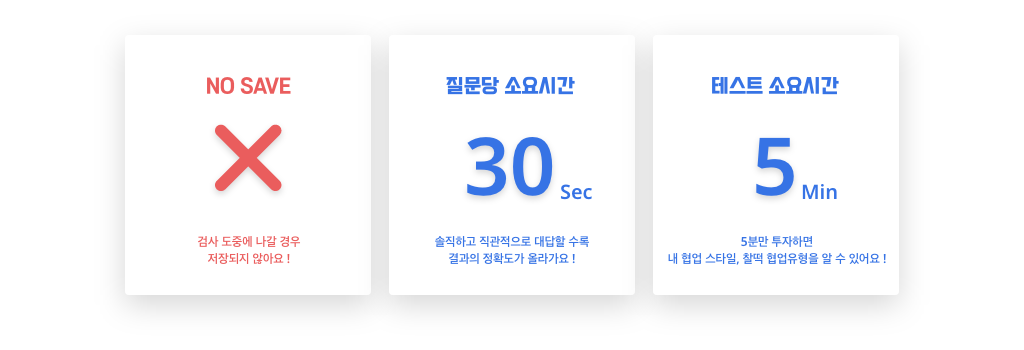 NO SAVE
검사 도중에 나갈 경우
저장되지 않아요 !
질문당 소요시간
30 Sec
솔직하고 직관적으로 대답할 수록
결과의 정확도가 올라가요 !
테스트 소요시간
5 Min
5분만 투자하면
내 협업 스타일, 찰떡 협업유형을 알 수 있어요 !